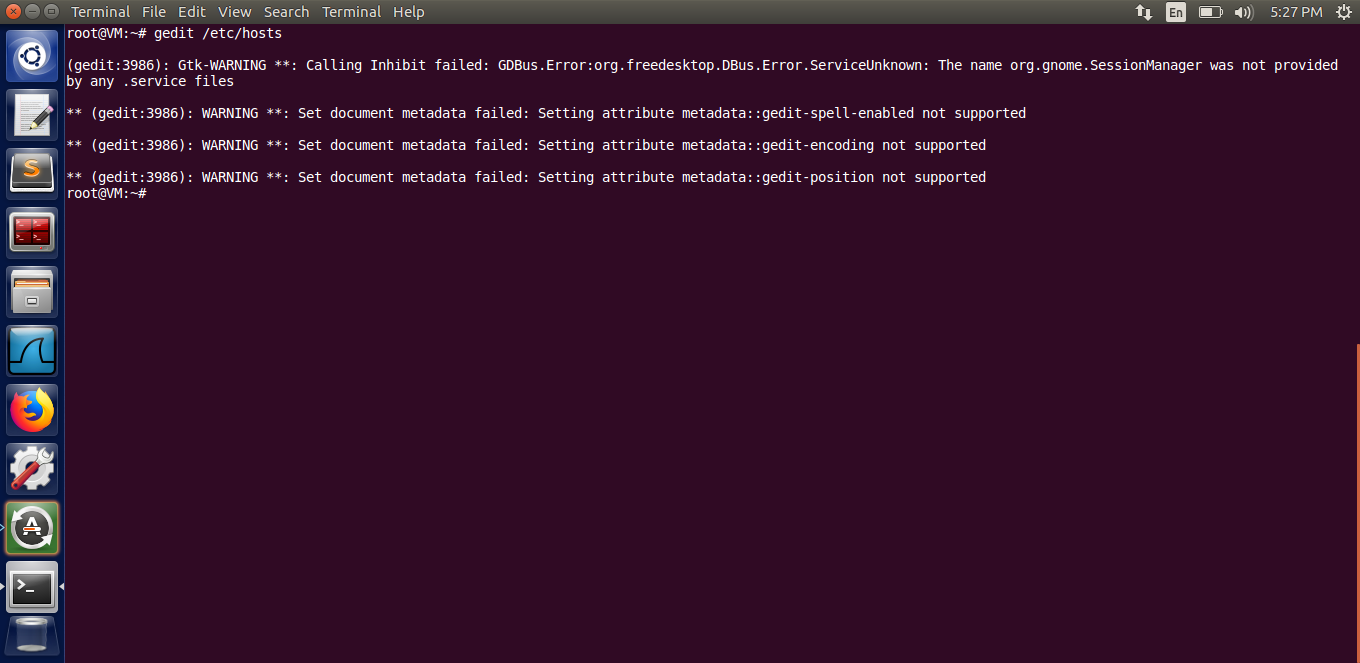 Terminal File Edit View Search Terminal Help En 5:27 PM
root@VM:~# gedit /etc/hosts
(gedit:3986): Gtk-WARNING **: Calling Inhibit failed: GDBus.Error:org.freedesktop.DBus.Error.ServiceUnknown: The name org.gnome.SessionManager was not provided
by any .service files
** (gedit:3986): WARNING **: Set document metadata failed: Setting attribute metadata::gedit-spell-enabled not supported
** (gedit:3986): WARNING **: Set document metadata failed: Setting attribute metadata::gedit-encoding not supported
** (gedit:3986): WARNING **: Set document metadata failed: Setting attribute metadata::gedit-position not supported
root@VM:~#